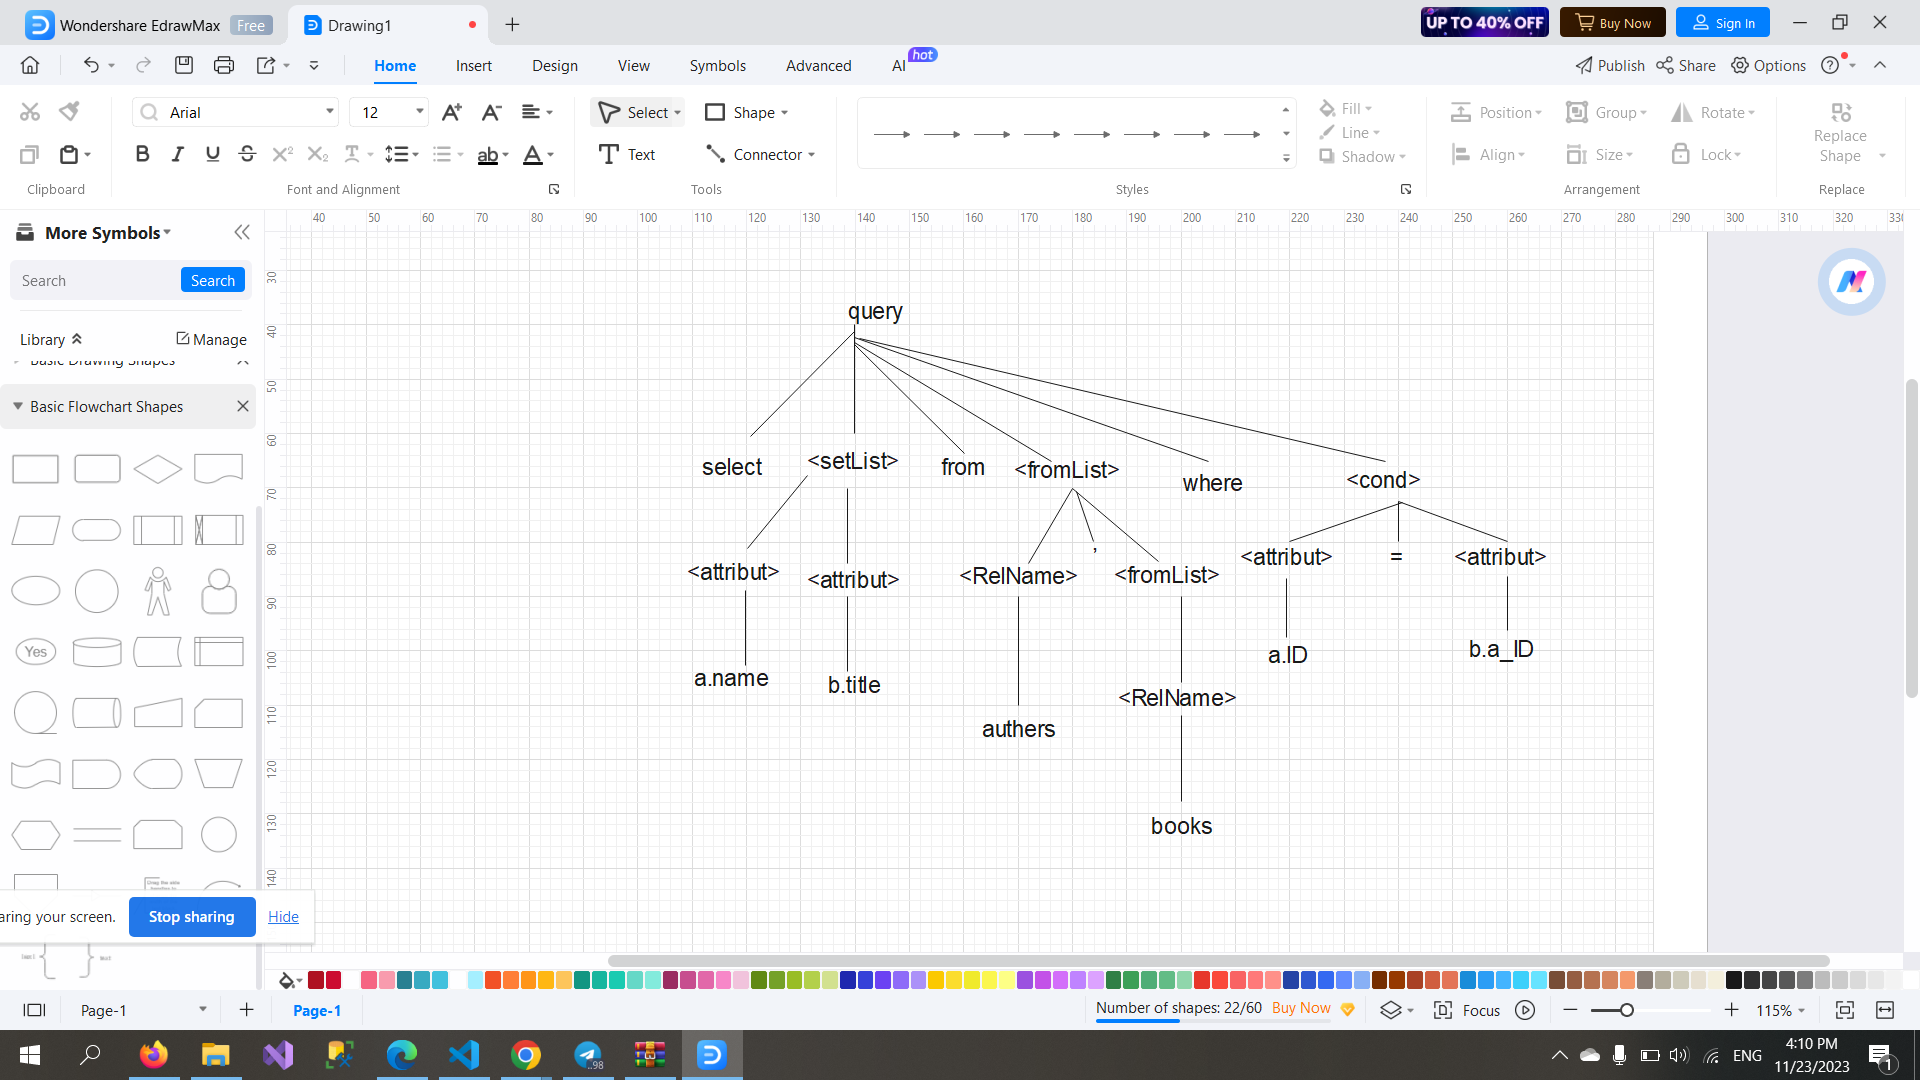 Wondershare EdrawMax Free Drawing1 UP TO 40% OFF Buy Now Sign In
Home Insert Design View Symbols Advanced AI hot Publish Share Options
Arial 12 Select Shape Fill Position Group Rotate
Line Replace
Text Connector Shadow Align Size Lock Shape
Clipboard Font and Alignment Tools Styles Arrangement Replace
More Symbols
40 50 60 70 80 90 100 110 120 130 140 150 160 170 180 190 200 210 220 230 240 250 260 270 280 290 300 310 320 330
Search Search
Library Manage
Basic Drawing Shapes
Basic Flowchart Shapes
Yes
30
40
50
60
70
80
90
100
110
120
130
140
query
select <setList> from <fromList> where <cond>
<attribut> <attribut> <RelName> , <fromList> <attribut> = <attribut>
a.name b.title a.ID b.a_ID
authers <RelName>
books
aring your screen. Stop sharing Hide
Page-1 Page-1 Number of shapes: 22/60 Buy Now Focus 115%
..98 ENG 4:10 PM
11/23/2023 1